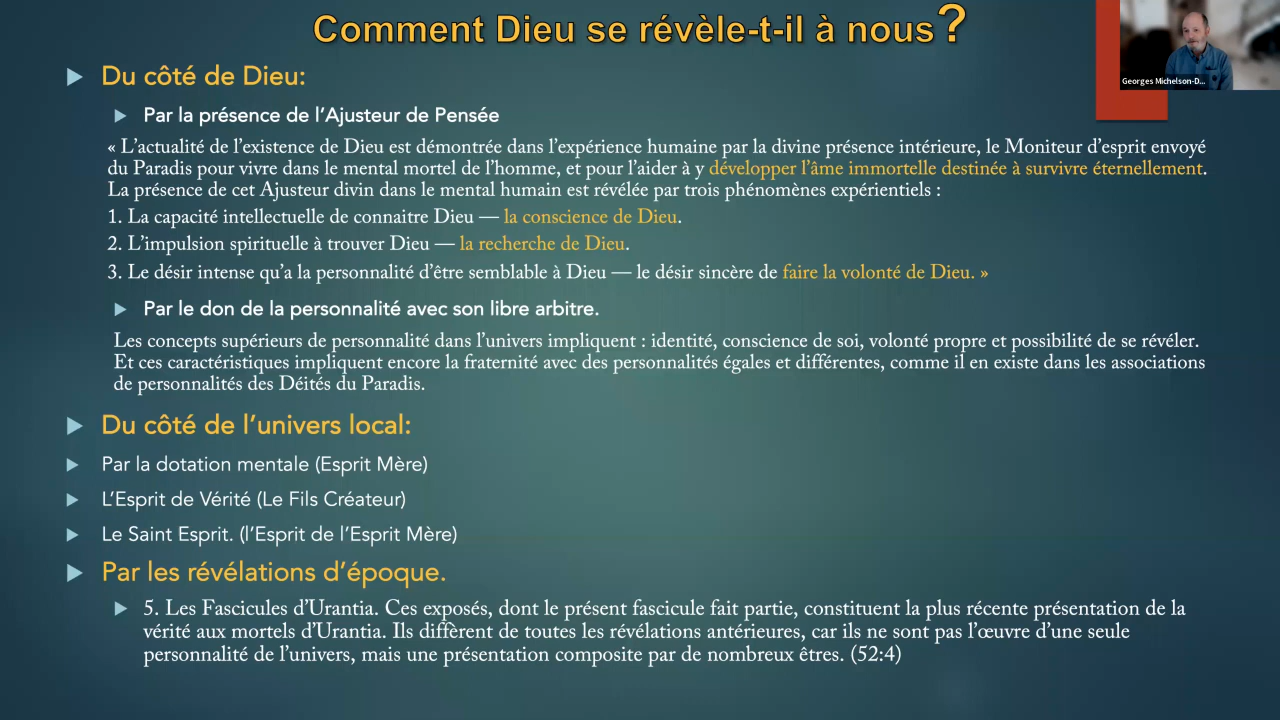 Comment Dieu se révèle-t-il à nous?
Georges Michelson-D...
Du côté de Dieu:
Par la présence de l'Ajusteur de Pensée
« L'actualité de l'existence de Dieu est démontrée dans l'expérience humaine par la divine présence intérieure, le Moniteur d'esprit envoyé
du Paradis pour vivre dans le mental mortel de l'homme, et pour l'aider à y développer l'âme immortelle destinée à survivre éternellement.
La présence de cet Ajusteur divin dans le mental humain est révélée par trois phénomènes expérientiels :
1. La capacité intellectuelle de connaitre Dieu — la conscience de Dieu.
2. L'impulsion spirituelle à trouver Dieu — la recherche de Dieu.
3. Le désir intense qu'a la personnalité d'être semblable à Dieu — le désir sincère de faire la volonté de Dieu. »
Par le don de la personnalité avec son libre arbitre.
Les concepts supérieurs de personnalité dans l'univers impliquent : identité, conscience de soi, volonté propre et possibilité de se révéler.
Et ces caractéristiques impliquent encore la fraternité avec des personnalités égales et différentes, comme il en existe dans les associations
de personnalités des Déités du Paradis.
Du côté de l'univers local:
Par la dotation mentale (Esprit Mère)
L'Esprit de Vérité (Le Fils Créateur)
Le Saint Esprit. (l'Esprit de l'Esprit Mère)
Par les révélations d'époque.
5. Les Fascicules d'Urantia. Ces exposés, dont le présent fascicule fait partie, constituent la plus récente présentation de la
vérité aux mortels d'Urantia. Ils diffèrent de toutes les révélations antérieures, car ils ne sont pas l'œuvre d'une seule
personnalité de l'univers, mais une présentation composite par de nombreux êtres. (52:4)